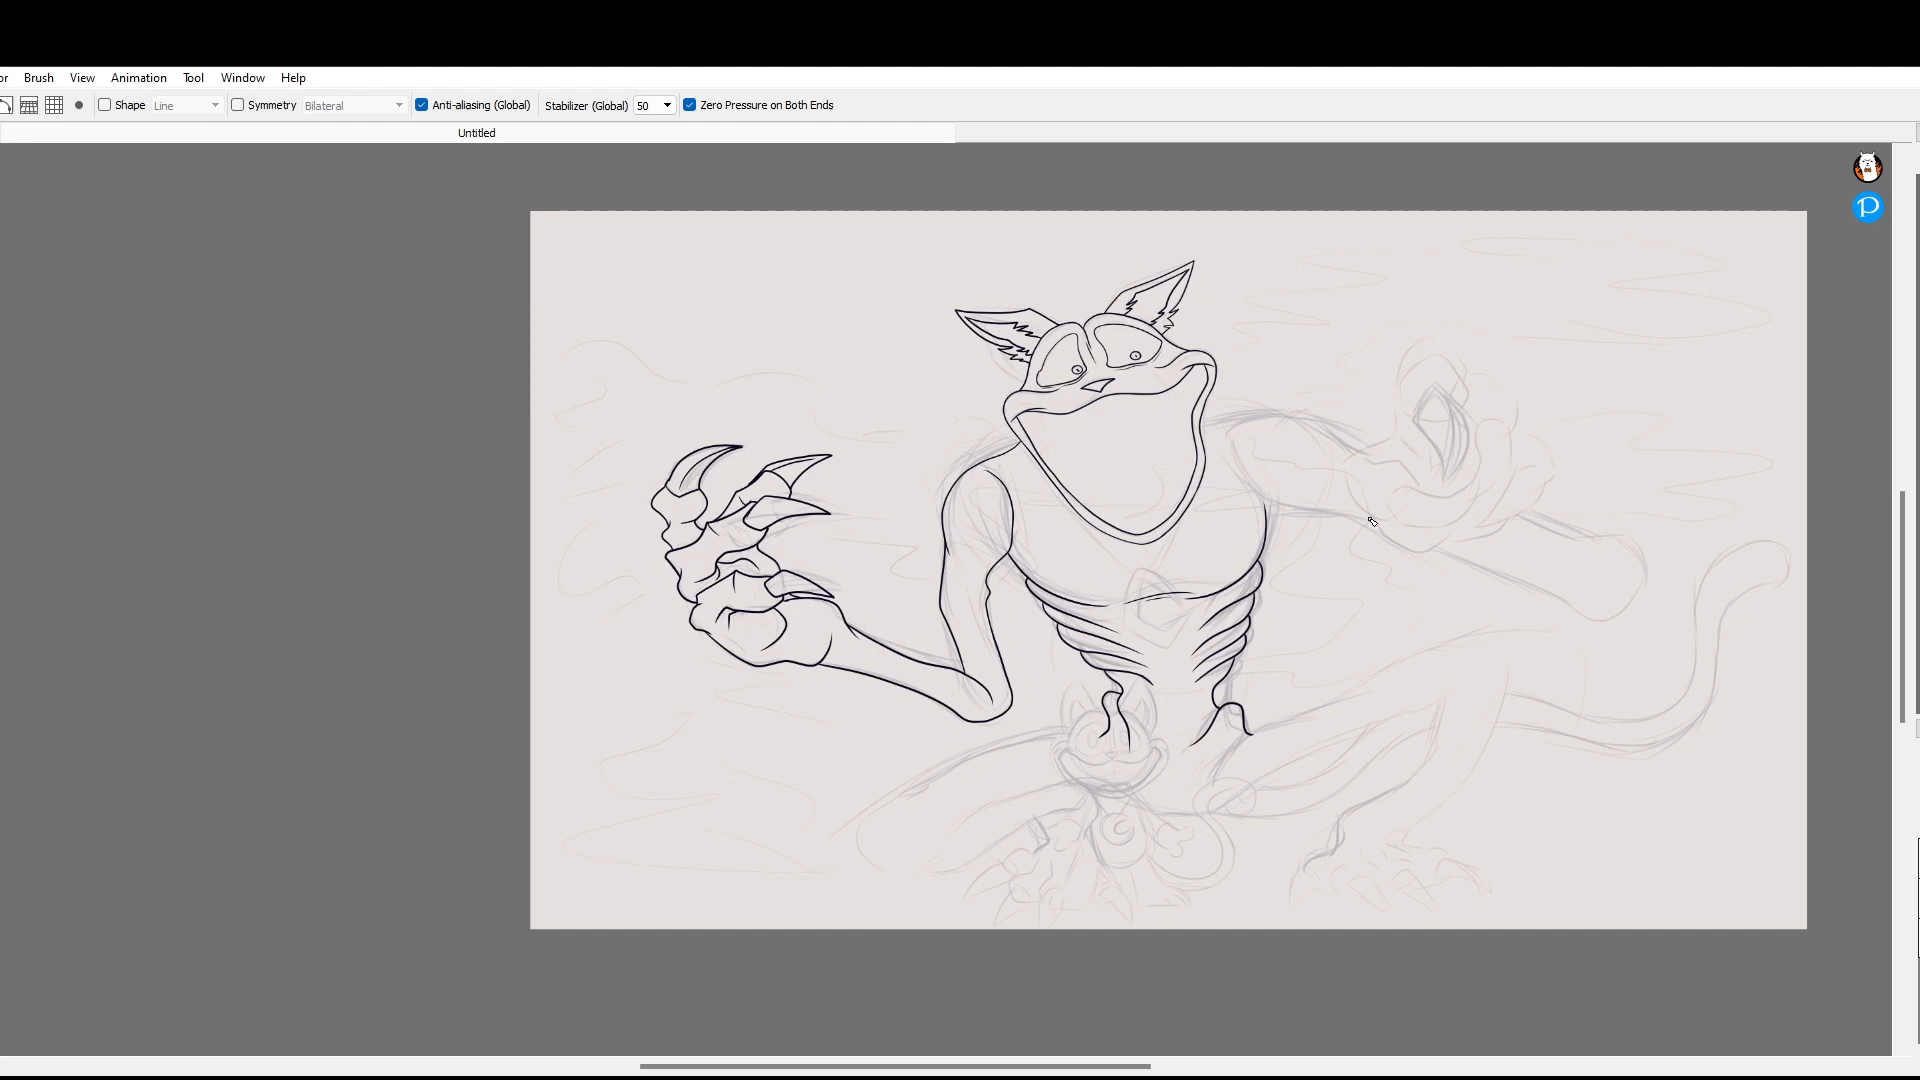 or Brush View Animation Tool Window Help
Shape Line Symmetry Bilateral Anti-aliasing (Global) Stabilizer (Global) 50 Zero Pressure on Both Ends
Untitled
P